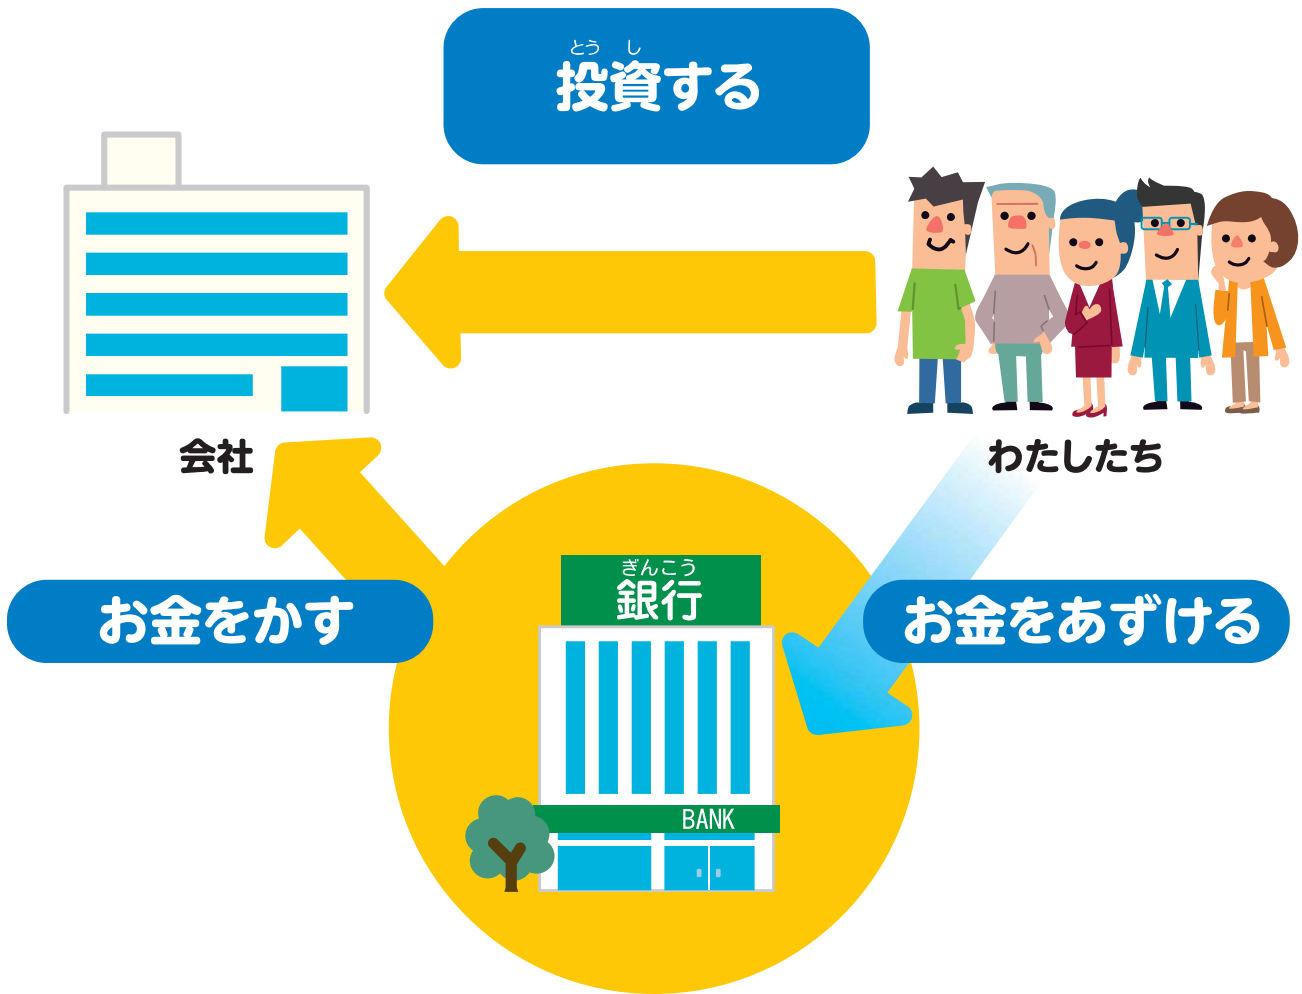 とうし
投資する
会社
わたしたち
ぎんこう
銀行
お金をかす
お金をあずける
BANK